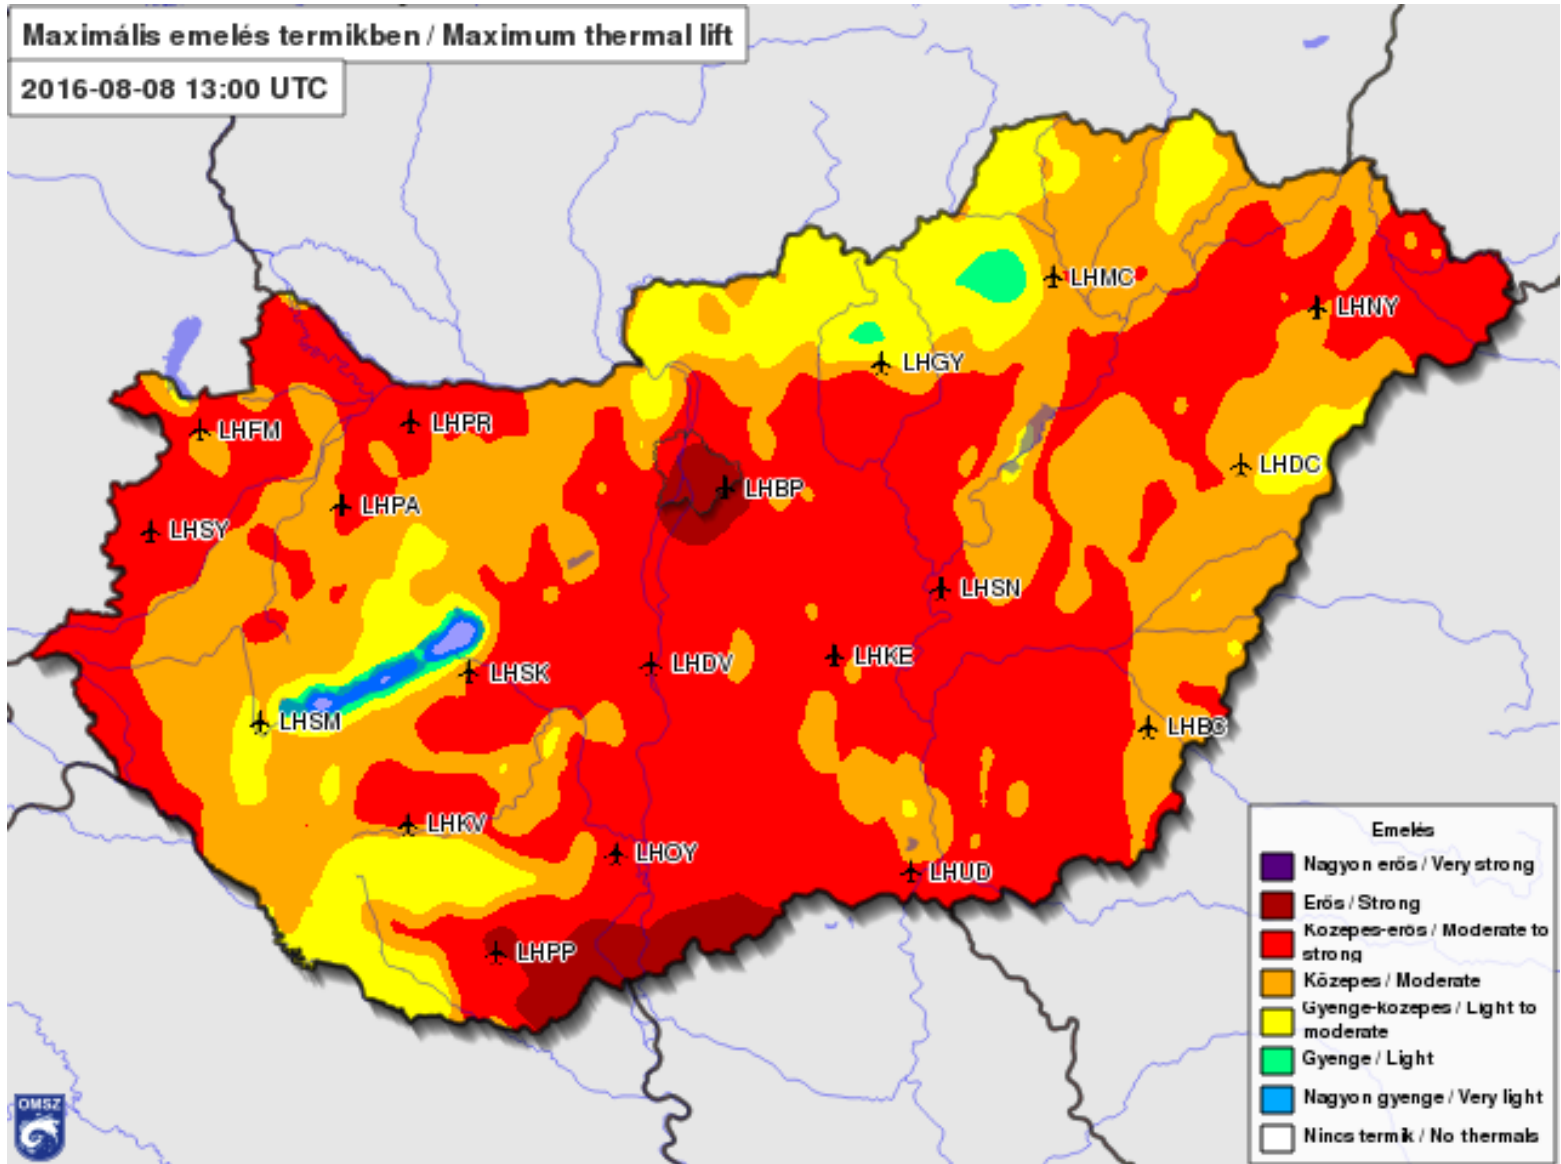 Maximális emelés termikben / Maximum thermal lift
2016-08-08 13:00 UTC
LHMC
LHNY
LHGY
LHFM
LHPR
LHDC
LHBP
LHPA
LHSY
LHSN
LHKE
LHDV
LHSK
LHSM
LHBC
LHKV
LHOY
LHUD
LHPP
Emelés
Nagyon erős / Very strong
Erős / Strong
Közepes-erős / Moderate to
strong
Közepes / Moderate
Gyenge-közepes / Light to
moderate
Gyenge / Light
Nagyon gyenge / Very light
Nincs termik / No thermals
OMSZ